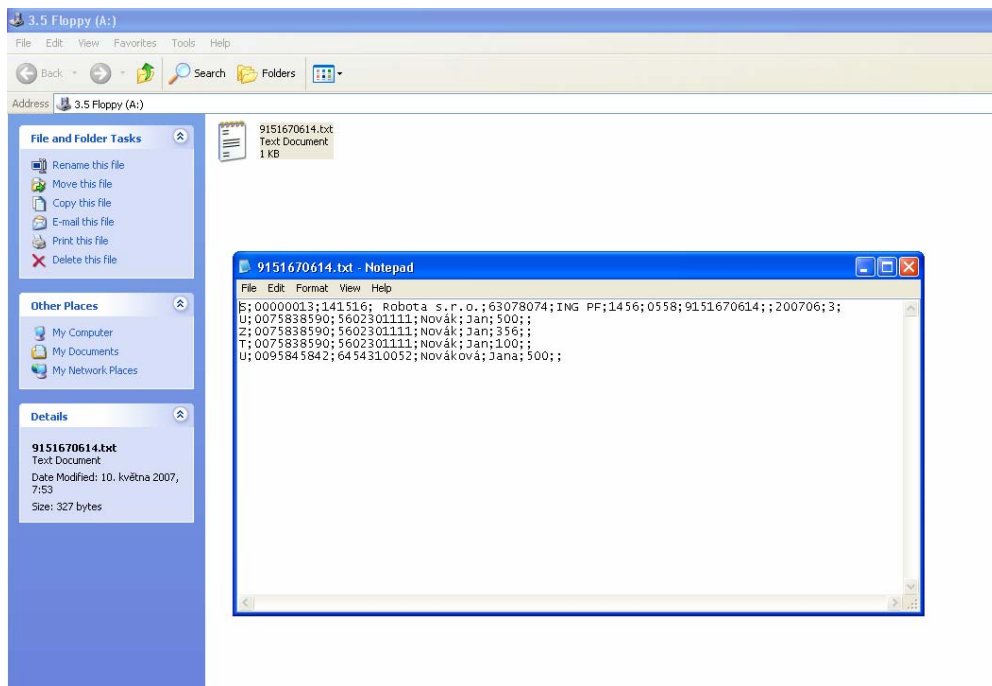 3.5 Floppy (A:)
File Edit View Favorites Tools Help
Back Search Folders
Address 3.5 Floppy (A:)
File and Folder Tasks
Rename this file
Move this file
Copy this file
E-mail this file
Print this file
Delete this file
Other Places
My Computer
My Documents
My Network Places
Details
9151670614.txt
Text Document
Date Modified: 10. května 2007,
7:53
Size: 327 bytes
9151670614.txt
Text Document
1 KB
9151670614.txt - Notepad
File Edit Format View Help
S;00000013;141516; Robota s.r.o.;63078074;ING PF;1456;0558;9151670614;;200706;3;
U;0075838590;5602301111;Novák;Jan;500;;
Z;0075838590;5602301111;Novák;Jan;356;;
T;0075838590;5602301111;Novák;Jan;100;;
U;0095845842;6454310052;Nováková;Jana;500;;